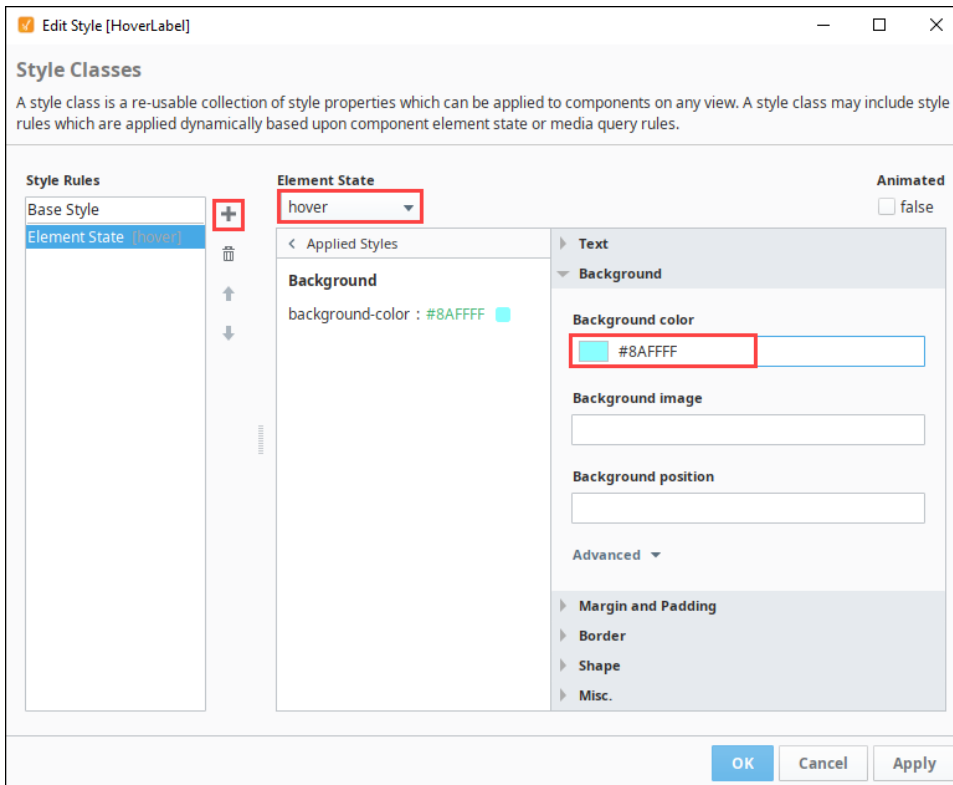 Edit Style [HoverLabel]
Style Classes
A style class is a re-usable collection of style properties which can be applied to components on any view. A style class may include style
rules which are applied dynamically based upon component element state or media query rules.
Style Rules
Base Style
Element State [hover]
Element State
hover
Animated
false
Applied Styles
Background
background-color : #8AFFFF
Text
Background
Background color
#8AFFFF
Background image
Background position
Advanced
Margin and Padding
Border
Shape
Misc.
OK
Cancel
Apply